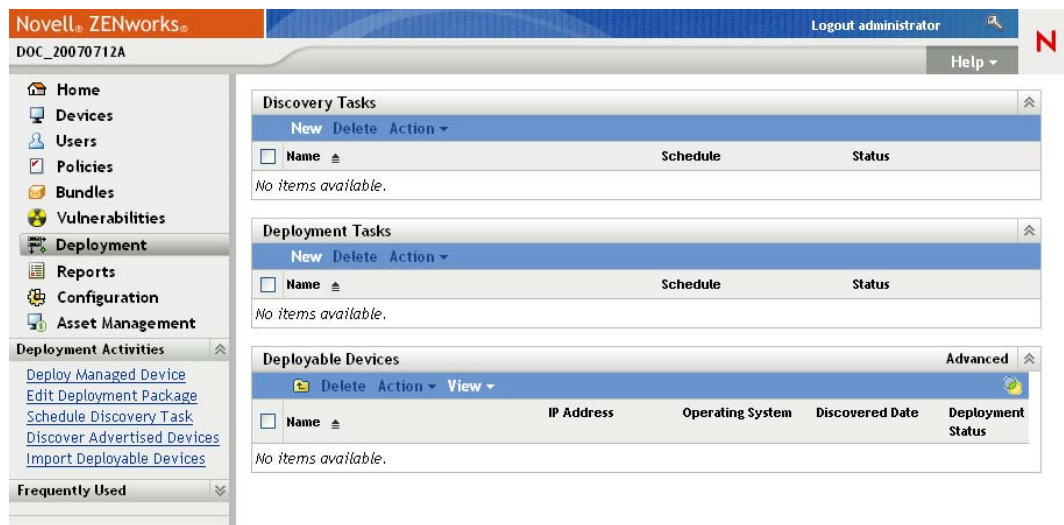 Novell® ZENworks®
Logout administrator
DOC_20070712A
N
Help
Home
Devices
Users
Policies
Bundles
Vulnerabilities
Deployment
Reports
Configuration
Asset Management
Deployment Activities
Deploy Managed Device
Edit Deployment Package
Schedule Discovery Task
Discover Advertised Devices
Import Deployable Devices
Frequently Used
Discovery Tasks
New Delete Action
Name Schedule Status
No items available.
Deployment Tasks
New Delete Action
Name Schedule Status
No items available.
Deployable Devices Advanced
Delete Action View
Name IP Address Operating System Discovered Date Deployment
Status
No items available.